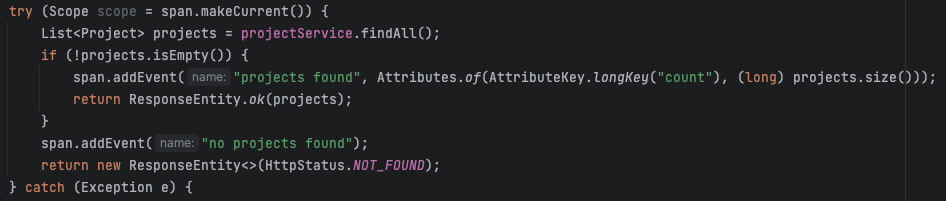 try (Scope scope = span.makeCurrent()) {
List<Project> projects = projectService.findAll();
if (!projects.isEmpty()) {
span.addEvent( name: "projects found", Attributes.of(AttributeKey.longKey("count"), (long) projects.size()));
return ResponseEntity.ok(projects);
}
span.addEvent( name: "no projects found");
return new ResponseEntity<>(HttpStatus.NOT_FOUND);
} catch (Exception e) {